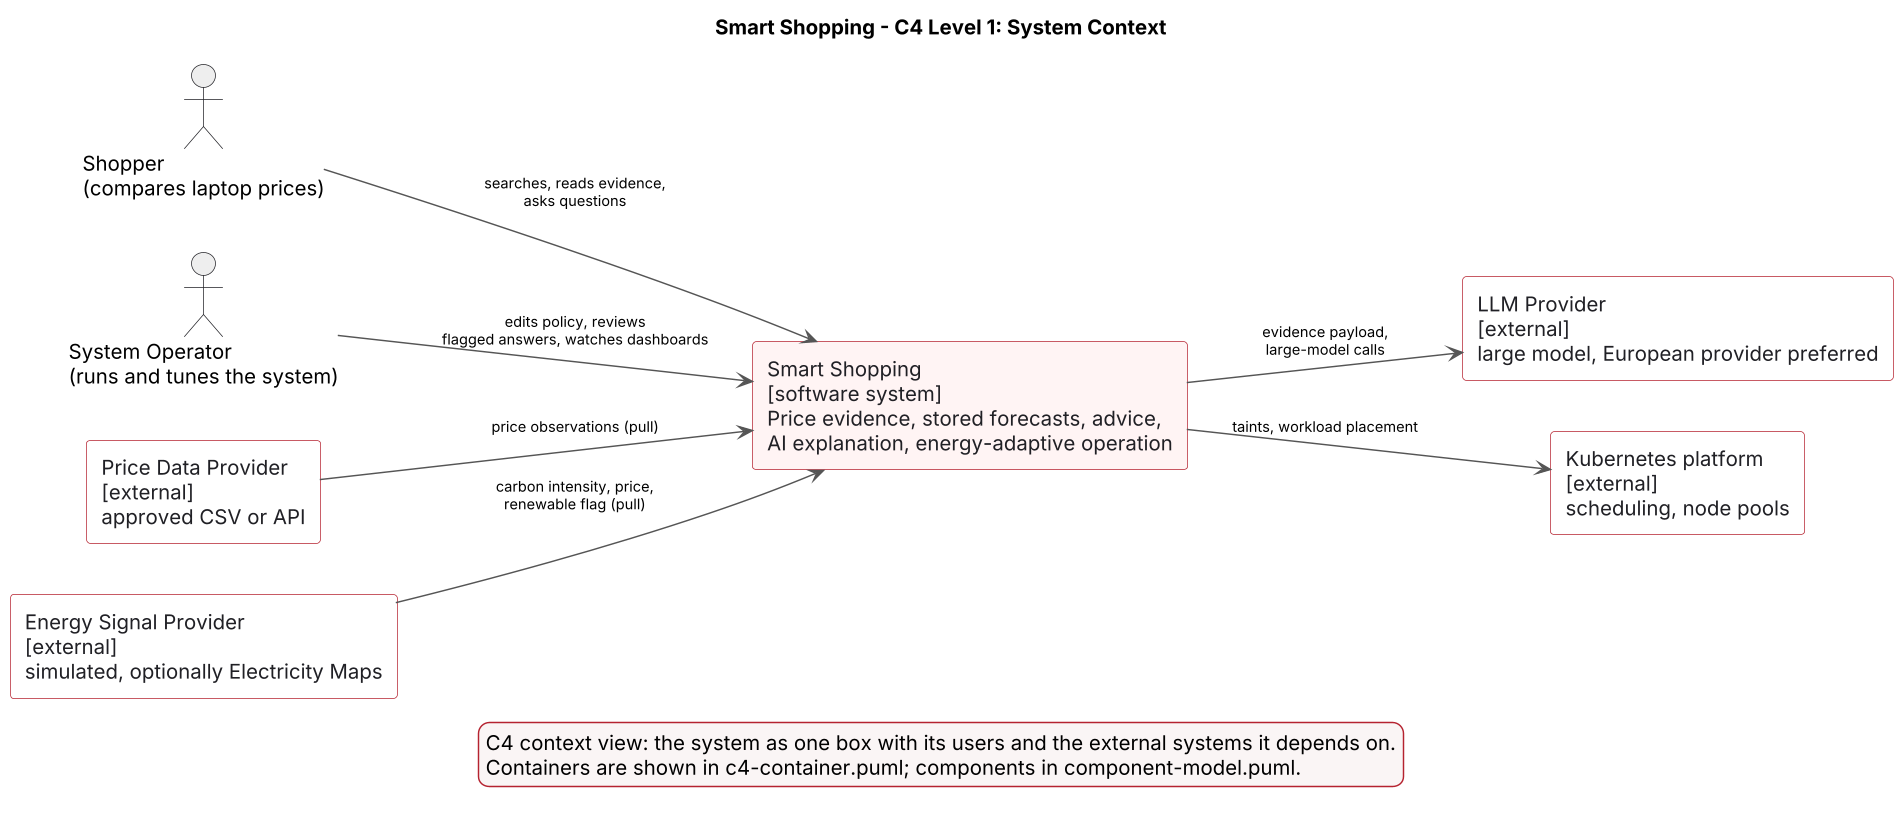 Smart Shopping - C4 Level 1: System Context
Shopper
(compares laptop prices)
searches, reads evidence,
asks questions
System Operator
(runs and tunes the system)
edits policy, reviews
flagged answers, watches dashboards
Price Data Provider
[external]
approved CSV or API
price observations (pull)
Energy Signal Provider
[external]
simulated, optionally Electricity Maps
carbon intensity, price,
renewable flag (pull)
Smart Shopping
[software system]
Price evidence, stored forecasts, advice,
AI explanation, energy-adaptive operation
evidence payload,
large-model calls
LLM Provider
[external]
large model, European provider preferred
taints, workload placement
Kubernetes platform
[external]
scheduling, node pools
C4 context view: the system as one box with its users and the external systems it depends on.
Containers are shown in c4-container.puml; components in component-model.puml.